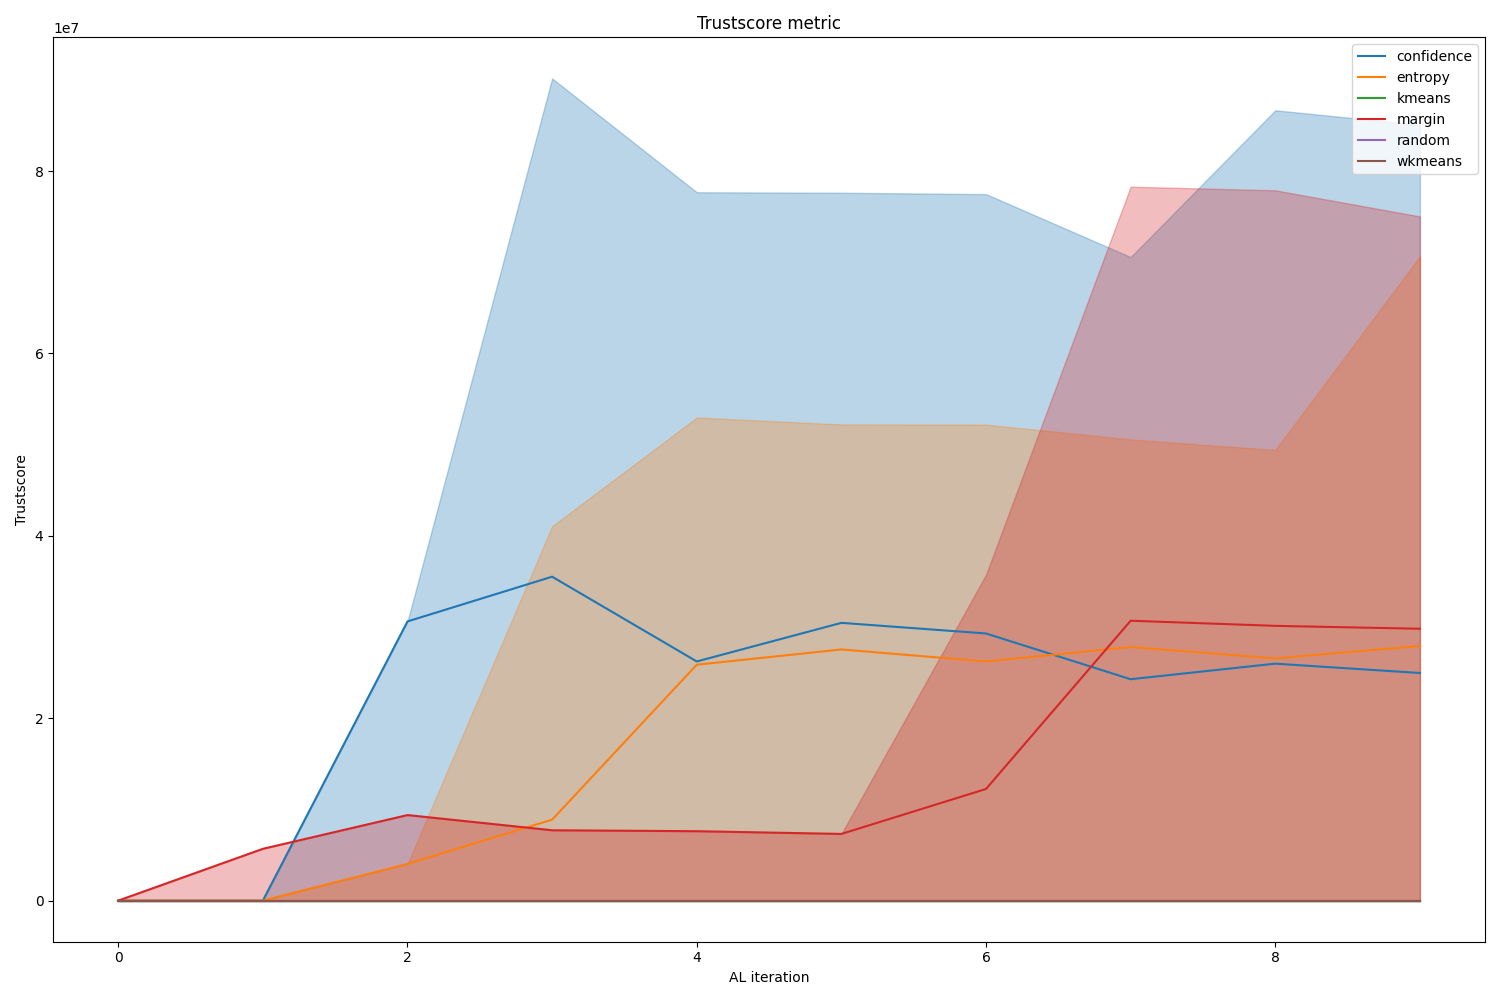 Trustscore metric
1e7
confidence
entropy
kmeans
margin
random
wkmeans
8
6
4
2
0
Trustscore
0 2 4 6 8
AL iteration